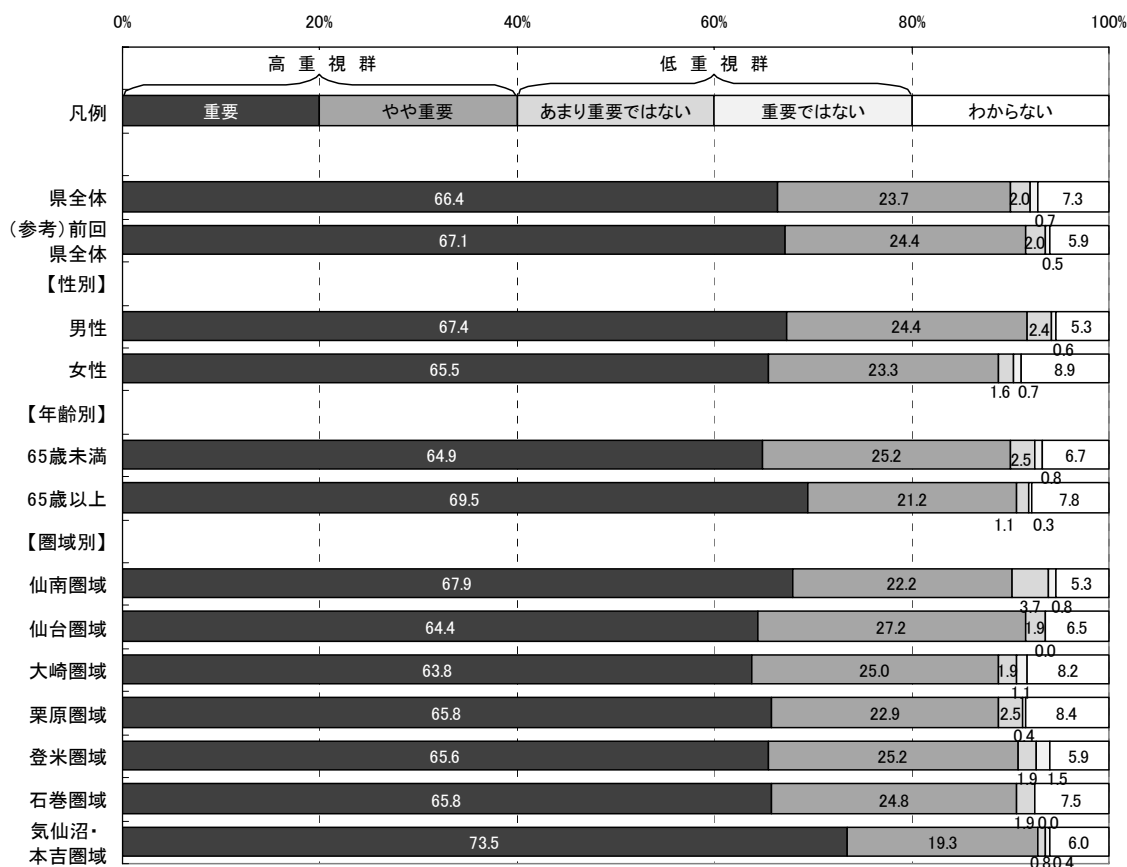 0% 20% 40% 60% 80% 100%
高重視群 低重視群
凡例 重要 やや重要 あまり重要ではない 重要ではない わからない
県全体 66.4 23.7 2.0 0.7 7.3
(参考)前回
県全体 67.1 24.4 2.0 0.5 5.9
【性別】
男性 67.4 24.4 2.4 0.6 5.3
女性 65.5 23.3 1.6 0.7 8.9
【年齢別】
65歳未満 64.9 25.2 2.5 0.8 6.7
65歳以上 69.5 21.2 1.1 0.3 7.8
【圏域別】
仙南圏域 67.9 22.2 3.7 0.8 5.3
仙台圏域 64.4 27.2 1.9 0.0 6.5
大崎圏域 63.8 25.0 1.9 1.1 8.2
栗原圏域 65.8 22.9 2.5 0.4 8.4
登米圏域 65.6 25.2 1.9 1.5 5.9
石巻圏域 65.8 24.8 1.9 0.0 7.5
気仙沼・
本吉圏域 73.5 19.3 0.8 0.4 6.0